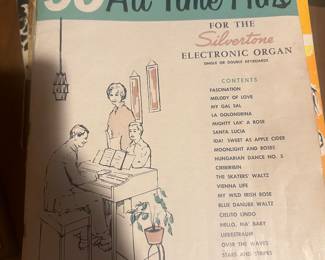 50 All Time Hits
FOR THE
Silvertone
ELECTRONIC ORGAN
SINGLE OR DOUBLE KEYBOARDS
CONTENTS
FASCINATION
MELODY OF LOVE
MY GAL SAL
LA GOLONDRINA
MIGHTY LAK' A ROSE
SANTA LUCIA
IDA! SWEET AS APPLE CIDER
MOONLIGHT AND ROSES
HUNGARIAN DANCE NO. 5
CIRIBIRIBIN
THE SKATERS' WALTZ
VIENNA LIFE
MY WILD IRISH ROSE
BLUE DANUBE WALTZ
CIELITO LINDO
HELLO, MA' BABY
LIEBESTRAUM
OVER THE WAVES
STARS AND STRIPES